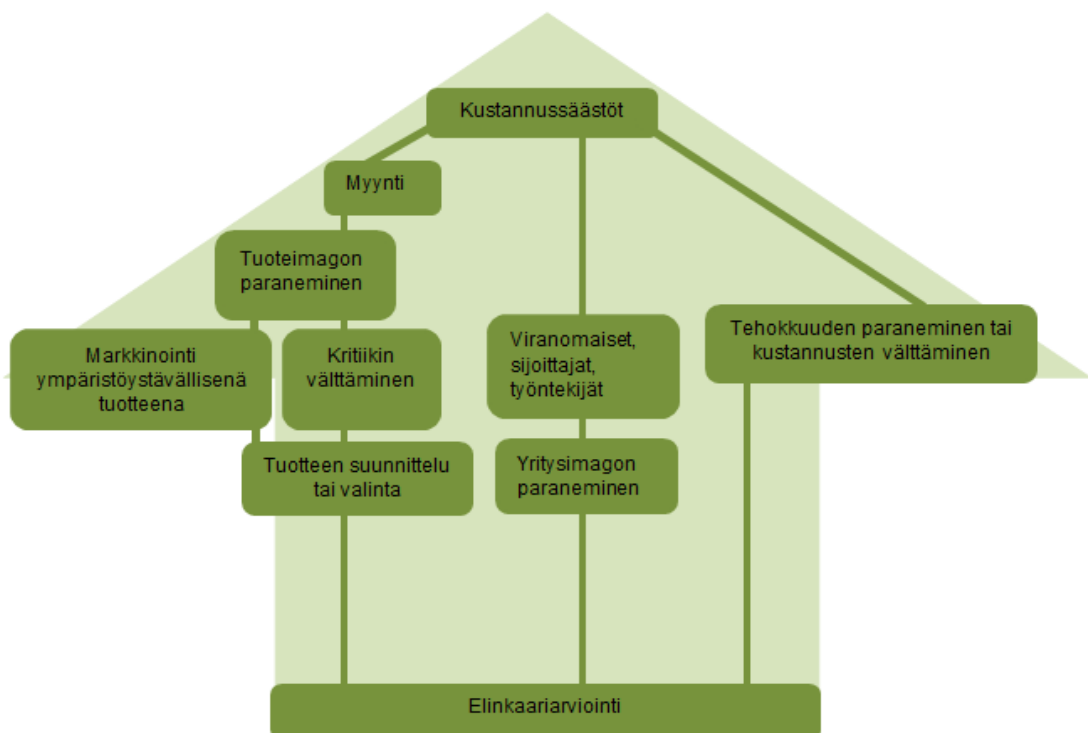 Kustannussäästöt
Myynti
Tuoteimagon
paraneminen
Markkinointi
ympäristöystävällisenä
tuotteena
Kritiikin
välttäminen
Viranomaiset,
sijoittajat,
työntekijät
Tehokkuuden paraneminen tai
kustannusten välttäminen
Tuotteen suunnittelu
tai valinta
Yritysimagon
paraneminen
Elinkaariarviointi